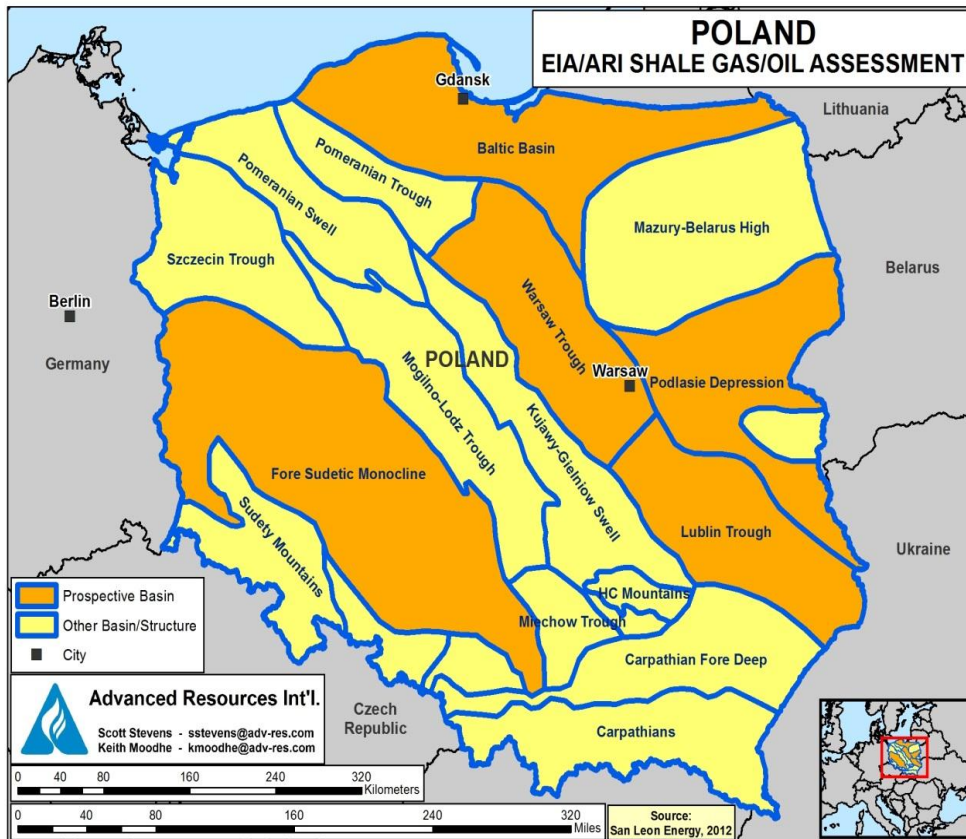 POLAND
EIA/ARI SHALE GAS/OIL ASSESSMENT
Gdansk
Lithuania
Baltic Basin
Pomeranian Trough
Pomeranian Swell
Mazury-Belarus High
Szczecin Trough
Belarus
Berlin
Germany
Warsaw Trough
POLAND
Warsaw
Podlasie Depression
Mogilno-Lodz Trough
Kujawy-Gielniow Swell
Fore Sudetic Monocline
Sudety Mountains
Lublin Trough
Ukraine
HC Mountains
Miechow Trough
Carpathian Fore Deep
Carpathians
Czech
Republic
Prospective Basin
Other Basin/Structure
City
Advanced Resources Int'l.
Scott Stevens - sstevens@adv-res.com
Keith Moodhe - kmoodhe@adv-res.com
0 40 80 160 240 320
Kilometers
0 40 80 160 240 320
Miles
Source:
San Leon Energy, 2012